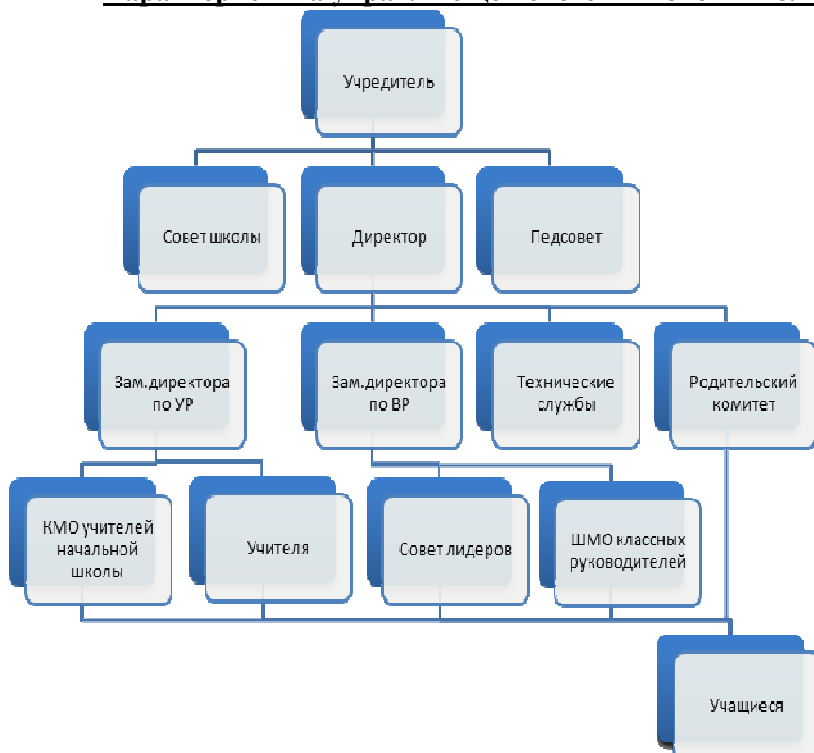 Учредитель
Совет школы
Директор
Педсовет
Зам.директора
по УР
Зам.директора
по ВР
Технические
службы
Родительский
комитет
КМО учителей
начальной
школы
Учителя
Совет лидеров
ШМО классных
руководителей
Учащиеся